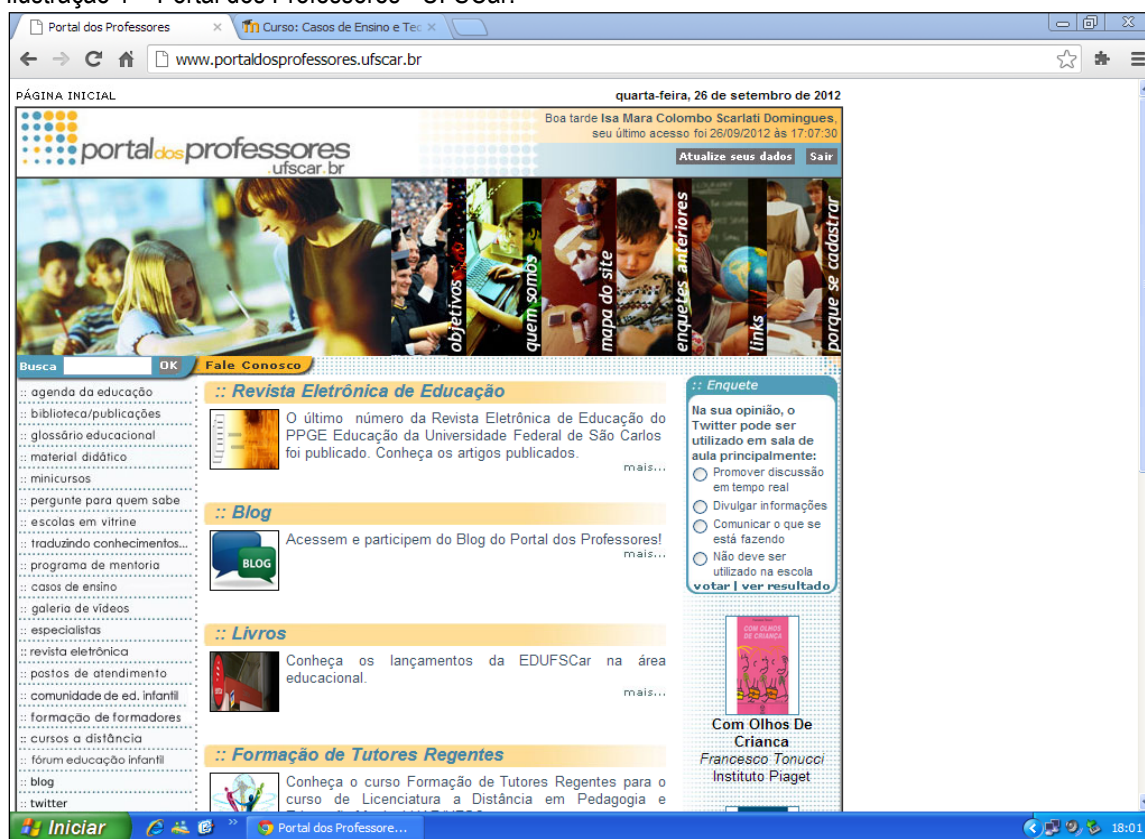 Ilustração 1 – Portal dos Professores - UFSCar.
Portal dos Professores
Curso: Casos de Ensino e Tec
www.portaldosprofessores.ufscar.br
PÁGINA INICIAL
quarta-feira, 26 de setembro de 2012
Boa tarde Isa Mara Colombo Scarlati Domingues,
seu último acesso foi 26/09/2012 às 17:07:30
portaldosprofessores
.ufscar.br
Atualize seus dados Sair
objetivos
quem somos
mapa do site
enquetes anteriores
links
porque se cadastrar
Busca OK Fale Conosco
:: agenda da educação
:: biblioteca/publicações
:: glossário educacional
:: material didático
:: minicursos
:: pergunte para quem sabe
:: escolas em vitrine
:: traduzindo conhecimentos...
:: programa de mentoria
:: casos de ensino
:: galeria de vídeos
:: especialistas
:: revista eletrônica
:: postos de atendimento
:: comunidade de ed. infantil
:: formação de formadores
:: cursos a distância
:: fórum educação infantil
:: blog
:: twitter
:: Revista Eletrônica de Educação
O último número da Revista Eletrônica de Educação do
PPGE Educação da Universidade Federal de São Carlos
foi publicado. Conheça os artigos publicados.
mais...
:: Blog
BLOG
Acessem e participem do Blog do Portal dos Professores!
mais...
:: Livros
Conheça os lançamentos da EDUFSCar na área
educacional.
mais...
:: Formação de Tutores Regentes
Conheça o curso Formação de Tutores Regentes para o
curso de Licenciatura a Distância em Pedagogia e
:: Enquete
Na sua opinião, o
Twitter pode ser
utilizado em sala de
aula principalmente:
Promover discussão
em tempo real
Divulgar informações
Comunicar o que se
está fazendo
Não deve ser
utilizado na escola
votar | ver resultado
COM OLHOS
DE CRIANÇA
Com Olhos De
Crianca
Francesco Tonucci
Instituto Piaget
Iniciar
Portal dos Professore...
18:01